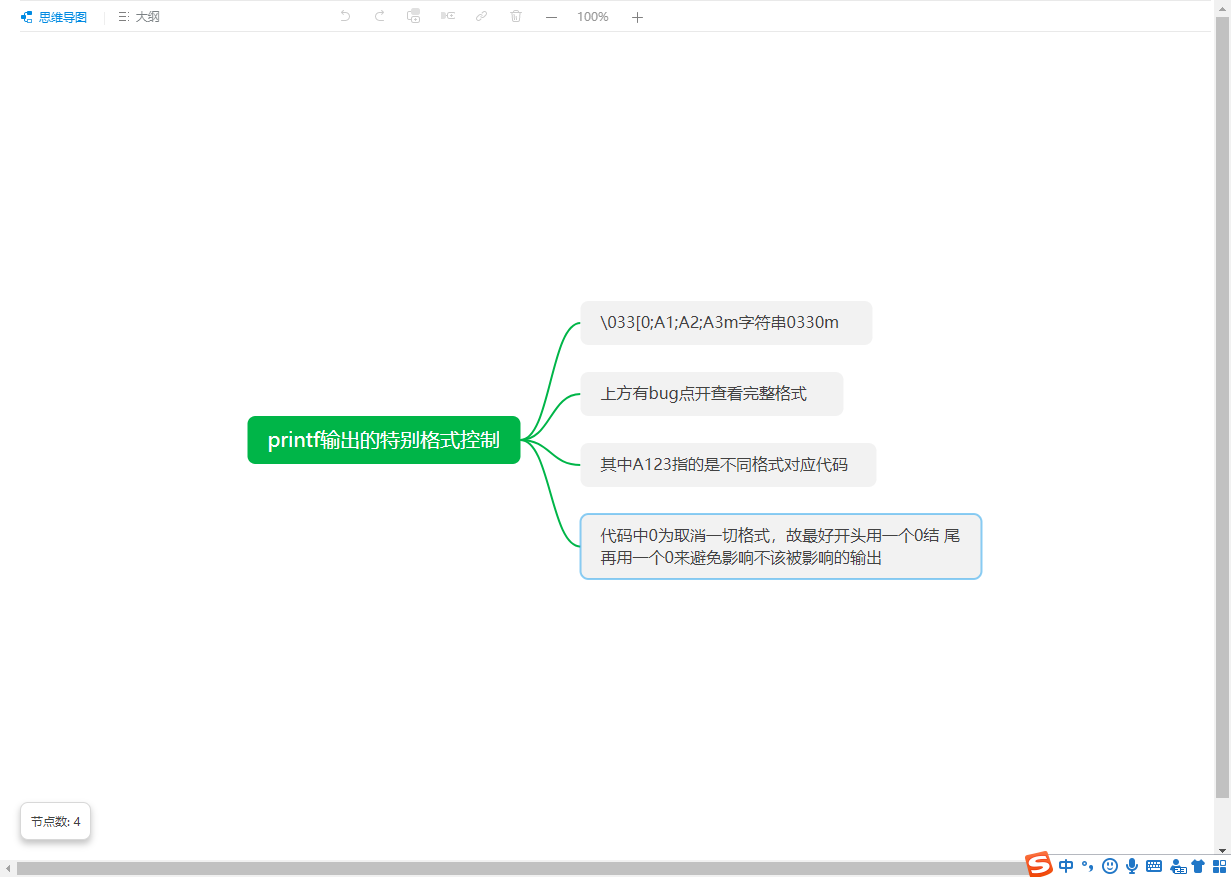 思维导图
大纲
100%
\033[0;A1;A2;A3m字符串0330m
上方有bug点开查看完整格式
printf输出的特别格式控制
其中A123指的是不同格式对应代码
代码中0为取消一切格式，故最好开头用一个0结 尾
再用一个0来避免影响不该被影响的输出
节点数: 4
S 中